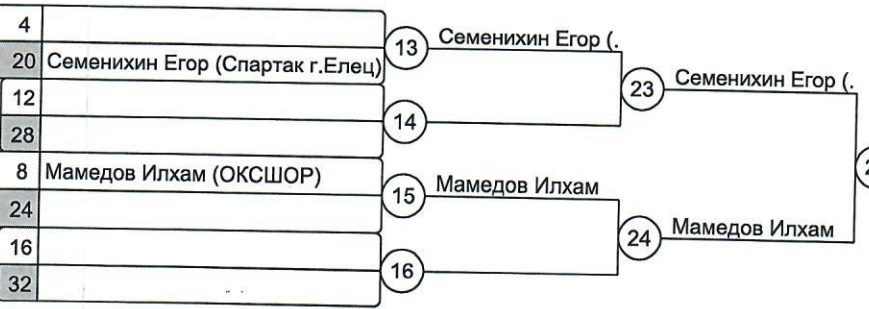 4
13 Семенихин Егор (.
20 Семенихин Егор (Спартак г.Елец)
23 Семенихин Егор (.
12
14
28
8 Мамедов Илхам (ОКСШОР)
15 Мамедов Илхам
24
24 Мамедов Илхам
16
16
32